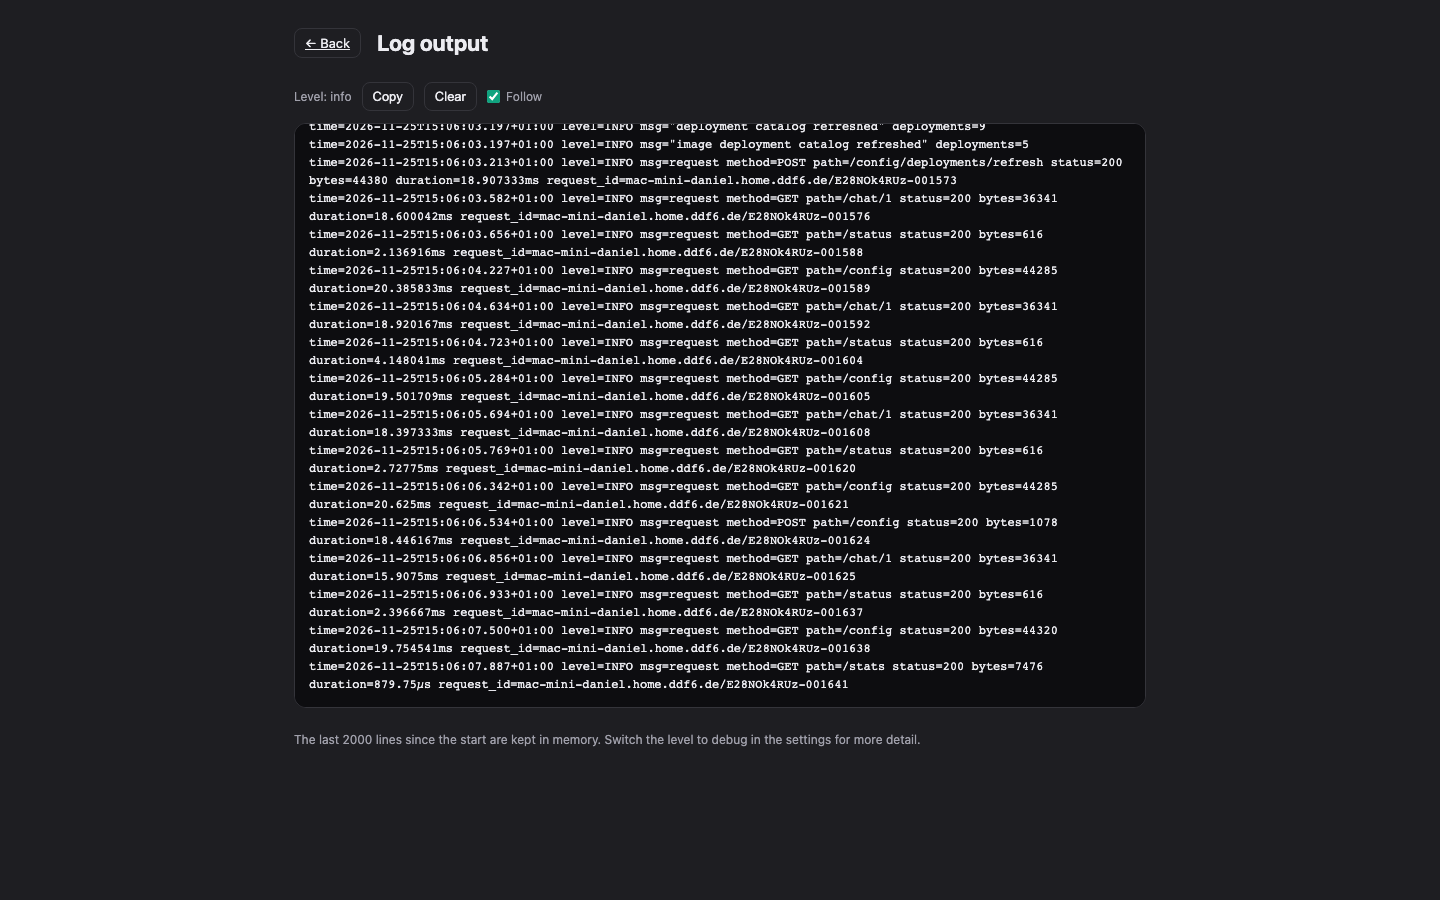 ← Back
Log output
Level: info
Copy
Clear
Follow
time=2026-11-25T15:06:03.197+01:00 level=INFO msg="deployment catalog refreshed" deployments=9
time=2026-11-25T15:06:03.197+01:00 level=INFO msg="image deployment catalog refreshed" deployments=5
time=2026-11-25T15:06:03.213+01:00 level=INFO msg=request method=POST path=/config/deployments/refresh status=200
bytes=44380 duration=18.907333ms request_id=mac-mini-daniel.home.ddf6.de/E28NOk4RUz-001573
time=2026-11-25T15:06:03.582+01:00 level=INFO msg=request method=GET path=/chat/1 status=200 bytes=36341
duration=18.600042ms request_id=mac-mini-daniel.home.ddf6.de/E28NOk4RUz-001576
time=2026-11-25T15:06:03.656+01:00 level=INFO msg=request method=GET path=/status status=200 bytes=616
duration=2.136916ms request_id=mac-mini-daniel.home.ddf6.de/E28NOk4RUz-001588
time=2026-11-25T15:06:04.227+01:00 level=INFO msg=request method=GET path=/config status=200 bytes=44285
duration=20.385833ms request_id=mac-mini-daniel.home.ddf6.de/E28NOk4RUz-001589
time=2026-11-25T15:06:04.634+01:00 level=INFO msg=request method=GET path=/chat/1 status=200 bytes=36341
duration=18.920167ms request_id=mac-mini-daniel.home.ddf6.de/E28NOk4RUz-001592
time=2026-11-25T15:06:04.723+01:00 level=INFO msg=request method=GET path=/status status=200 bytes=616
duration=4.148041ms request_id=mac-mini-daniel.home.ddf6.de/E28NOk4RUz-001604
time=2026-11-25T15:06:05.284+01:00 level=INFO msg=request method=GET path=/config status=200 bytes=44285
duration=19.501709ms request_id=mac-mini-daniel.home.ddf6.de/E28NOk4RUz-001605
time=2026-11-25T15:06:05.694+01:00 level=INFO msg=request method=GET path=/chat/1 status=200 bytes=36341
duration=18.397333ms request_id=mac-mini-daniel.home.ddf6.de/E28NOk4RUz-001608
time=2026-11-25T15:06:05.769+01:00 level=INFO msg=request method=GET path=/status status=200 bytes=616
duration=2.72775ms request_id=mac-mini-daniel.home.ddf6.de/E28NOk4RUz-001620
time=2026-11-25T15:06:06.342+01:00 level=INFO msg=request method=GET path=/config status=200 bytes=44285
duration=20.625ms request_id=mac-mini-daniel.home.ddf6.de/E28NOk4RUz-001621
time=2026-11-25T15:06:06.534+01:00 level=INFO msg=request method=POST path=/config status=200 bytes=1078
duration=18.446167ms request_id=mac-mini-daniel.home.ddf6.de/E28NOk4RUz-001624
time=2026-11-25T15:06:06.856+01:00 level=INFO msg=request method=GET path=/chat/1 status=200 bytes=36341
duration=15.9075ms request_id=mac-mini-daniel.home.ddf6.de/E28NOk4RUz-001625
time=2026-11-25T15:06:06.933+01:00 level=INFO msg=request method=GET path=/status status=200 bytes=616
duration=2.396667ms request_id=mac-mini-daniel.home.ddf6.de/E28NOk4RUz-001637
time=2026-11-25T15:06:07.500+01:00 level=INFO msg=request method=GET path=/config status=200 bytes=44320
duration=19.754541ms request_id=mac-mini-daniel.home.ddf6.de/E28NOk4RUz-001638
time=2026-11-25T15:06:07.887+01:00 level=INFO msg=request method=GET path=/stats status=200 bytes=7476
duration=879.75µs request_id=mac-mini-daniel.home.ddf6.de/E28NOk4RUz-001641
The last 2000 lines since the start are kept in memory. Switch the level to debug in the settings for more detail.